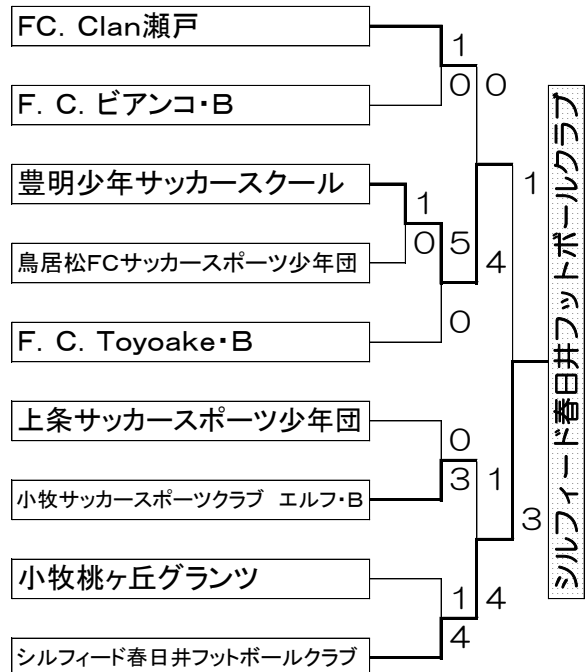 FC. Clan瀬戸
1
0
0
F. C. ビアンコ・B
豊明少年サッカースクール
1
1
0
5
4
鳥居松FCサッカースポーツ少年団
F. C. Toyoake・B
0
上条サッカースポーツ少年団
0
3
1
小牧サッカースポーツクラブ エルフ・B
3
小牧桃ヶ丘グランツ
1
4
4
シルフィード春日井フットボールクラブ
シルフィード春日井フットボールクラブ